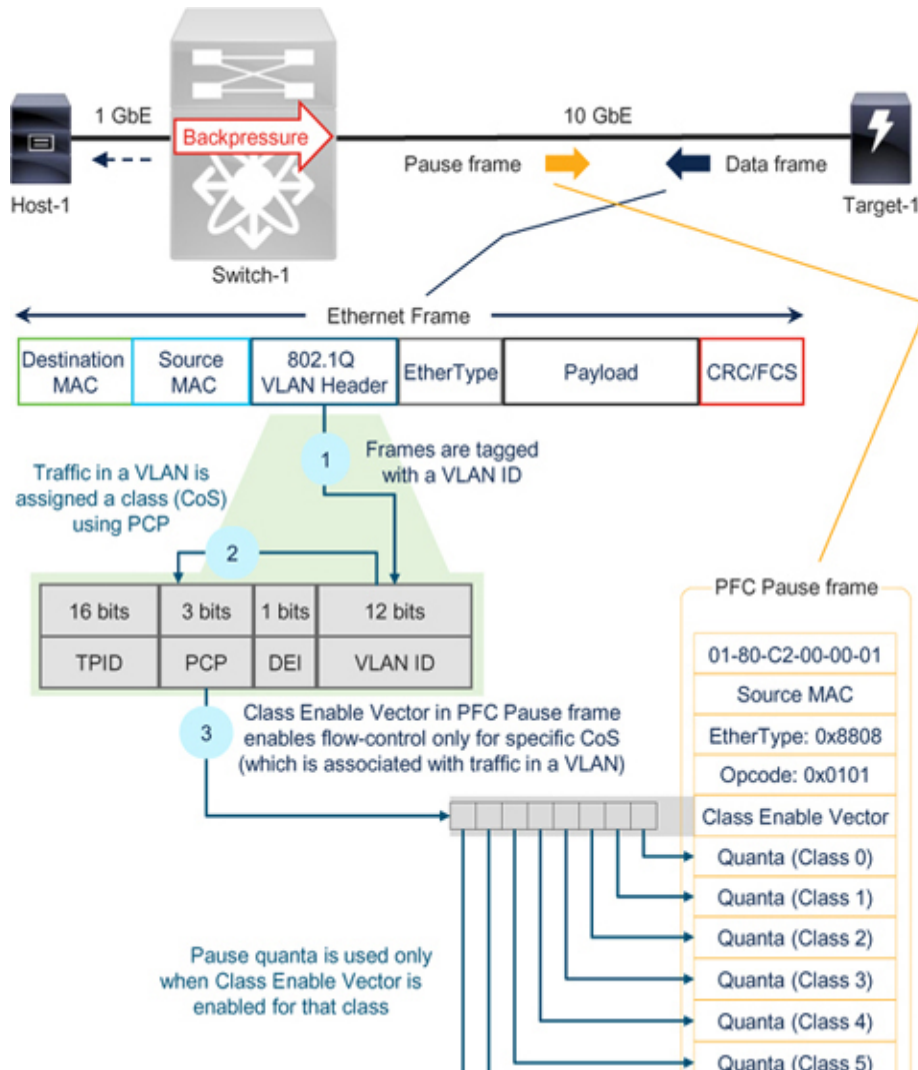 1 GbE
Backpressure
10 GbE
Pause frame
Data frame
Host-1
Target-1
Switch-1
Ethernet Frame
Destination
MAC
Source
MAC
802.1Q
VLAN Header
EtherType
Payload
CRC/FCS
1
Frames are tagged
with a VLAN ID
Traffic in a VLAN is
assigned a class (CoS)
using PCP
2
16 bits
3 bits
1 bits
12 bits
TPID
PCP
DEI
VLAN ID
3
Class Enable Vector in PFC Pause frame
enables flow-control only for specific CoS
(which is associated with traffic in a VLAN)
PFC Pause frame
01-80-C2-00-00-01
Source MAC
EtherType: 0x8808
Opcode: 0x0101
Class Enable Vector
Quanta (Class 0)
Quanta (Class 1)
Quanta (Class 2)
Quanta (Class 3)
Quanta (Class 4)
Quanta (Class 5)
Pause quanta is used only
when Class Enable Vector is
enabled for that class